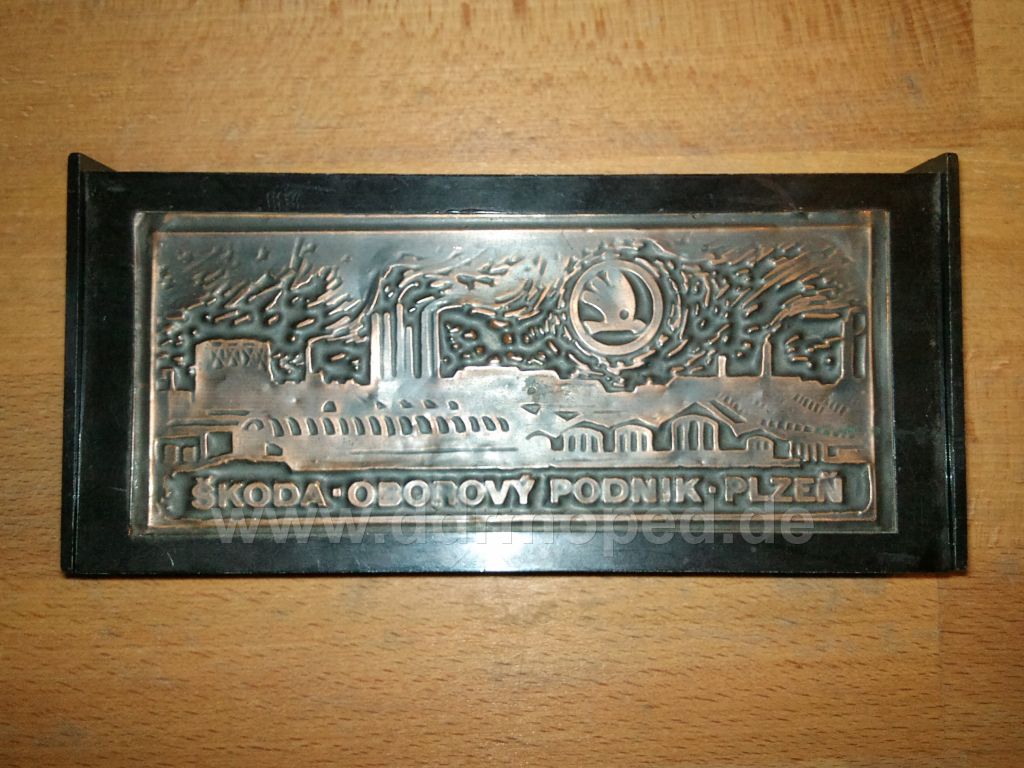 ŠKODA · OBOROVÝ PODNIK · PLZEŇ
www.ddrmoped.de